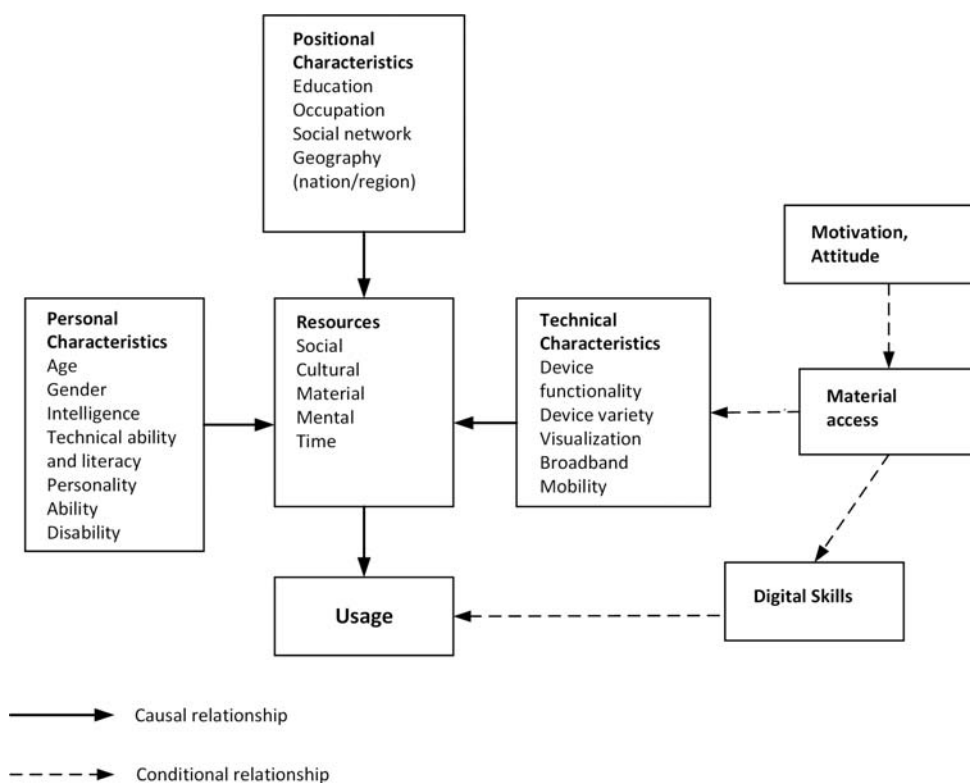 Positional
Characteristics
Education
Occupation
Social network
Geography
(nation/region)
Motivation,
Attitude
Personal
Characteristics
Age
Gender
Intelligence
Technical ability
and literacy
Personality
Ability
Disability
Resources
Social
Cultural
Material
Mental
Time
Technical
Characteristics
Device
functionality
Device variety
Visualization
Broadband
Mobility
Material
access
Usage
Digital Skills
Causal relationship
Conditional relationship